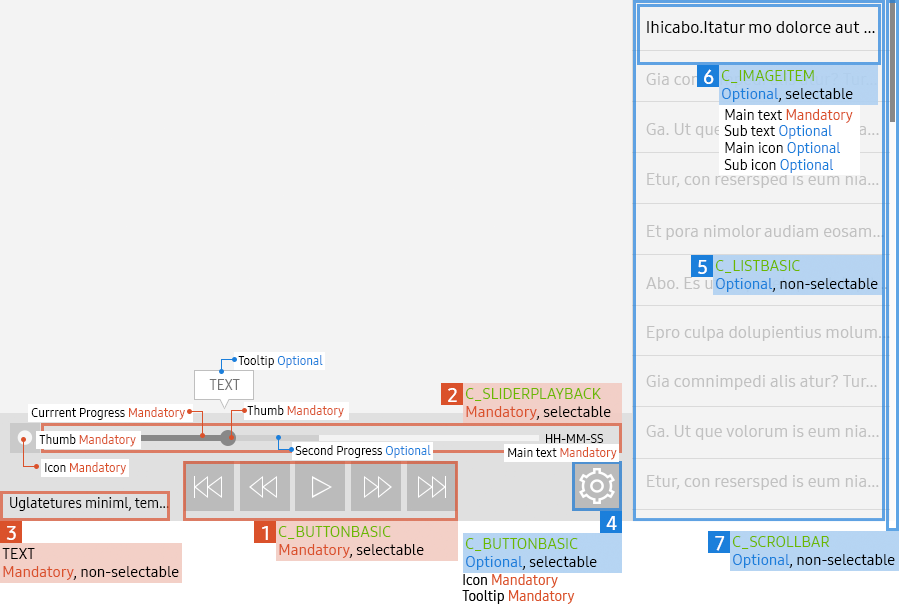 Ihicabo.Itatur mo dolorce aut ...
6
C_IMAGEITEM
Optional, selectable
Main text Mandatory
Sub text Optional
Main icon Optional
Sub icon Optional
Gia com
Ga. Ut que
a...
Etur, con resersped is eum nia...
Et pora nimolor audiam eosam...
5
C_LISTBASIC
Optional, non-selectable
Abo. Es u
Epro culpa dolupientius molum...
Gia comnimpedi alis atur? Tur...
Ga. Ut que volorum is eum nia...
Etur, con resersped is eum nia...
7
C_SCROLLBAR
Optional, non-selectable
Tooltip Optional
TEXT
Currrent Progress Mandatory
Thumb Mandatory
2
C_SLIDERPLAYBACK
Mandatory, selectable
Thumb Mandatory
HH-MM-SS
Second Progress Optional
Main text Mandatory
Icon Mandatory
Uglatetures miniml, tem...
3
TEXT
Mandatory, non-selectable
1
C_BUTTONBASIC
Mandatory, selectable
4
C_BUTTONBASIC
Optional, selectable
Icon Mandatory
Tooltip Mandatory